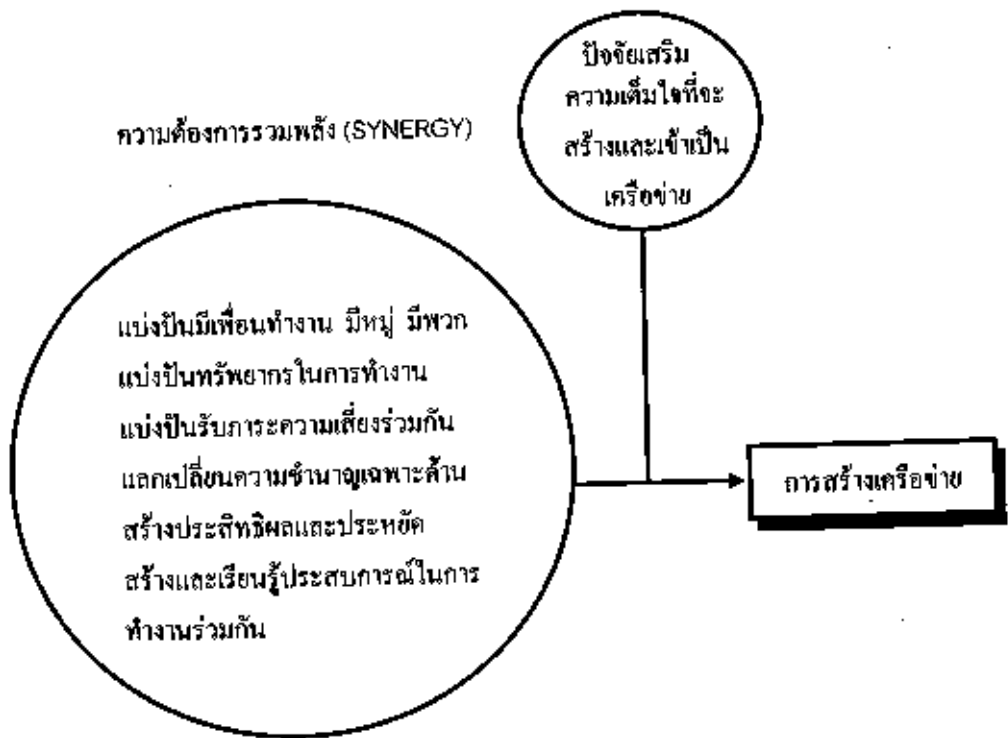 ปัจจัยเสริม
ความเต็มใจที่จะ
สร้างและเข้าเป็น
เครือข่าย
ความต้องการรวมพลัง (SYNERGY)
แบ่งปันมีเพื่อนทำงาน มีหมู่ มีพวก
แบ่งปันทรัพยากรในการทำงาน
แบ่งปันรับภาระความเสี่ยงร่วมกัน
แลกเปลี่ยนความชำนาญเฉพาะด้าน
สร้างประสิทธิผลและประหยัด
สร้างและเรียนรู้ประสบการณ์ในการ
ทำงานร่วมกัน
การสร้างเครือข่าย